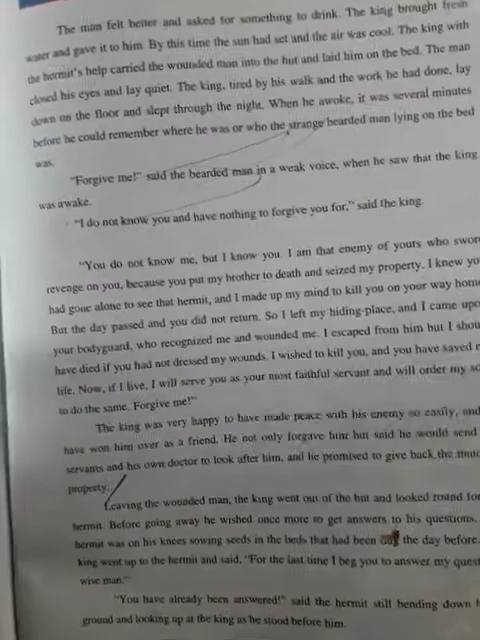 The man felt better and asked for something to drink. The king brought fresh
water and gave it to him. By this time the sun had set and the air was cool. The king with
the hermit's help carried the wounded man into the hut and laid him on the bed. The man
closed his eyes and lay quiet. The king, tired by his walk and the work he had done, lay
down on the floor and slept through the night. When he awoke, it was several minutes
before he could remember where he was or who the strange bearded man lying on the bed
was.
"Forgive me!" said the bearded man in a weak voice, when he saw that the king
was awake.
"I do not know you and have nothing to forgive you for," said the king.
"You do not know me, but I know you. I am that enemy of yours who swor
revenge on you, because you put my brother to death and seized my property. I knew yo
had gone alone to see that hermit, and I made up my mind to kill you on your way home
But the day passed and you did not return. So I left my hiding-place, and I came upo
your bodyguard, who recognized me and wounded me. I escaped from him but I shou
have died if you had not dressed my wounds. I wished to kill you, and you have saved
life. Now, if I live, I will serve you as your most faithful servant and will order my
to do the same. Forgive me!"
The king was very happy to have made peace with his enemy so easily, and
have won him over as a friend. He not only forgave him but said he would send
servants and his own doctor to look after him, and he promised to give back the
property.
Leaving the wounded man, the king went out of the hut and looked round for
hermit. Before going away he wished once more to get answers to his questions.
hermit was on his knees sowing seeds in the beds that had been the day before.
king went up to the hermit and said, "For the last time I beg you to answer my quest
wise man."
"You have already been answered!" said the hermit still bending down
ground and looking up at the king as he stood before him.